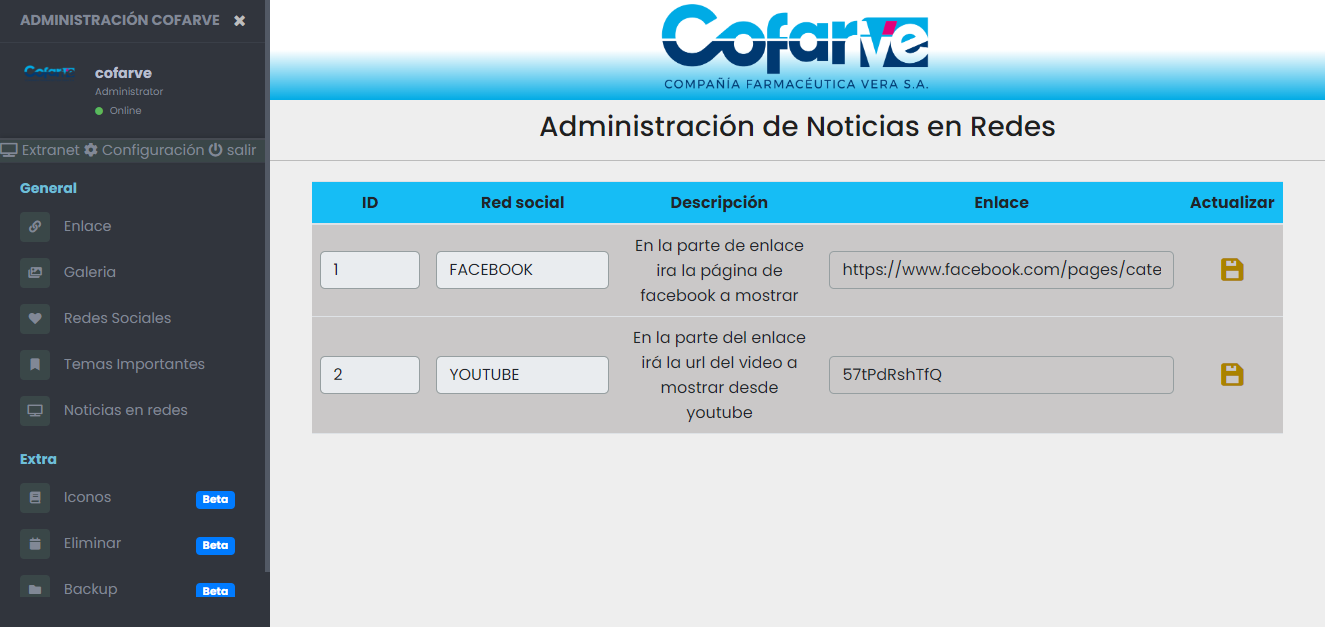 ADMINISTRACIÓN COFARVE
Cofarve
cofarve
Administrator
Online
Extranet Configuración salir
General
Enlace
Galeria
Redes Sociales
Temas Importantes
Noticias en redes
Extra
Iconos Beta
Eliminar Beta
Backup Beta
Cofarve
COMPAÑÍA FARMACÉUTICA VERA S.A.
Administración de Noticias en Redes
ID Red social Descripción Enlace Actualizar
1 FACEBOOK
En la parte de enlace
ira la página de
facebook a mostrar
https://www.facebook.com/pages/cate
2 YOUTUBE
En la parte del enlace
irá la url del video a
mostrar desde
youtube
57tPdRshTfQ